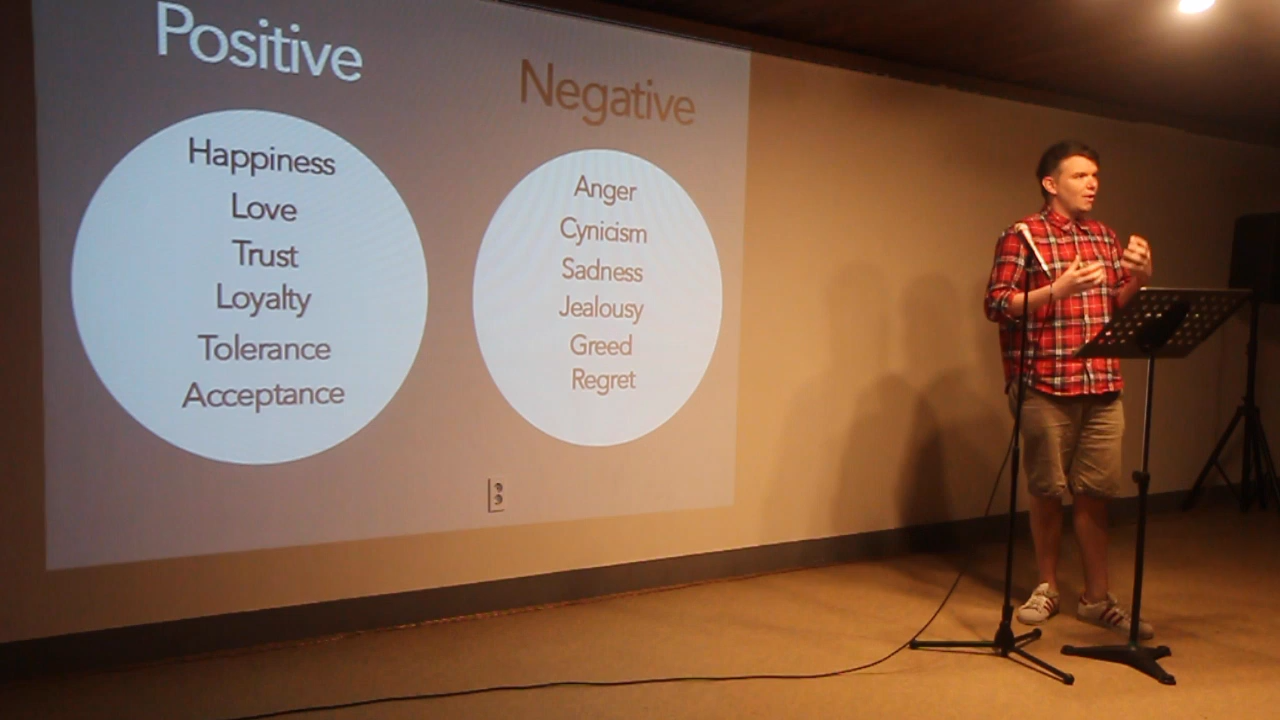 Positive
Happiness
Love
Trust
Loyalty
Tolerance
Acceptance
Negative
Anger
Cynicism
Sadness
Jealousy
Greed
Regret